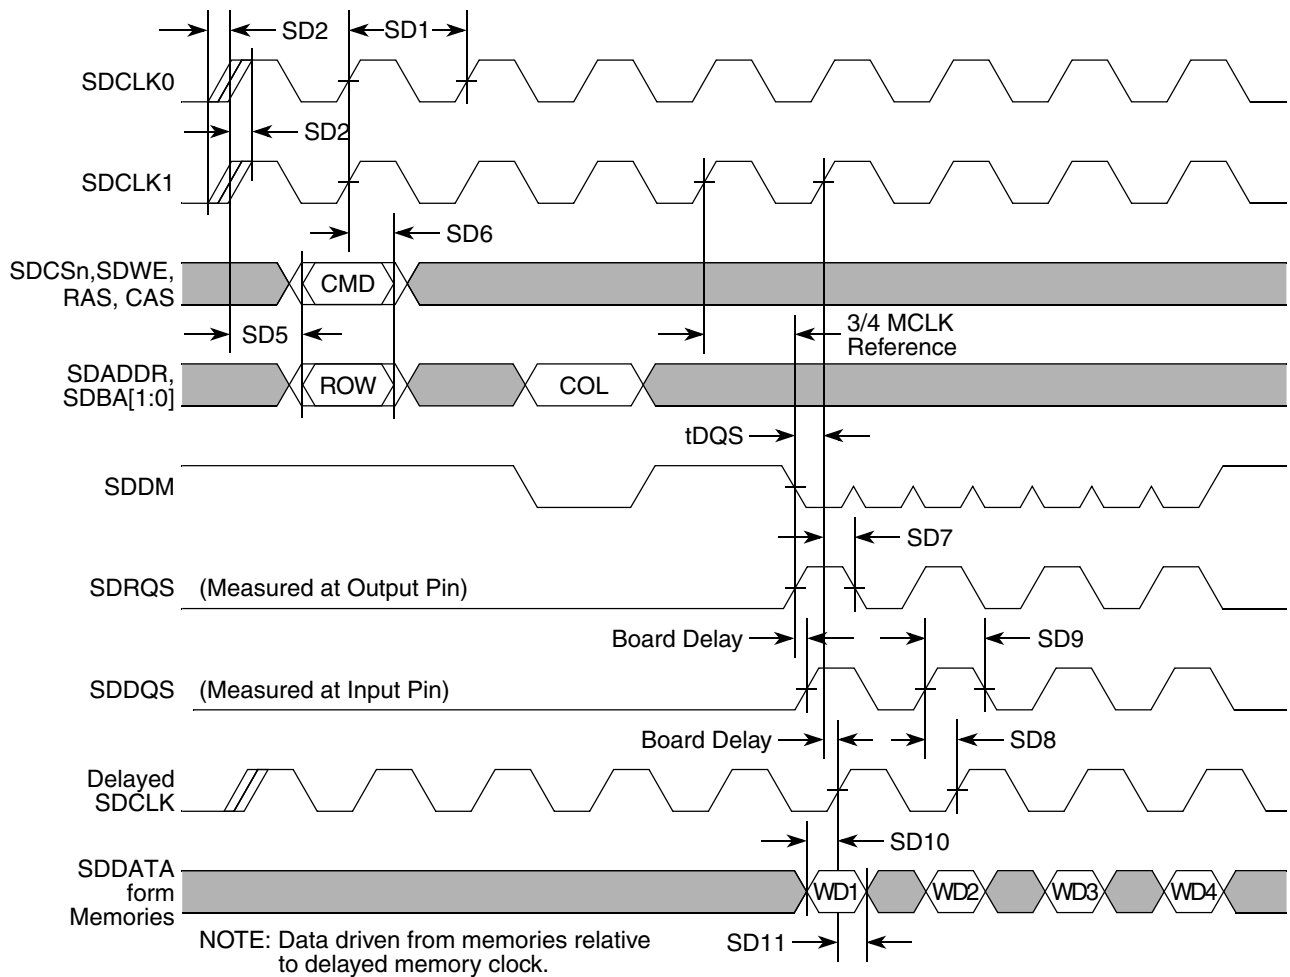 SD2
SD1
SDCLK0
SD2
SDCLK1
SD6
SDCSn,SDWE,
RAS, CAS
CMD
SD5
3/4 MCLK
Reference
SDADDR,
SDBA[1:0]
ROW
COL
tDQS
SDDM
SD7
SDRQS (Measured at Output Pin)
Board Delay
SD9
SDDQS (Measured at Input Pin)
Board Delay
SD8
Delayed
SDCLK
SD10
SDDATA
form
Memories
WD1
WD2
WD3
WD4
NOTE: Data driven from memories relative
to delayed memory clock.
SD11